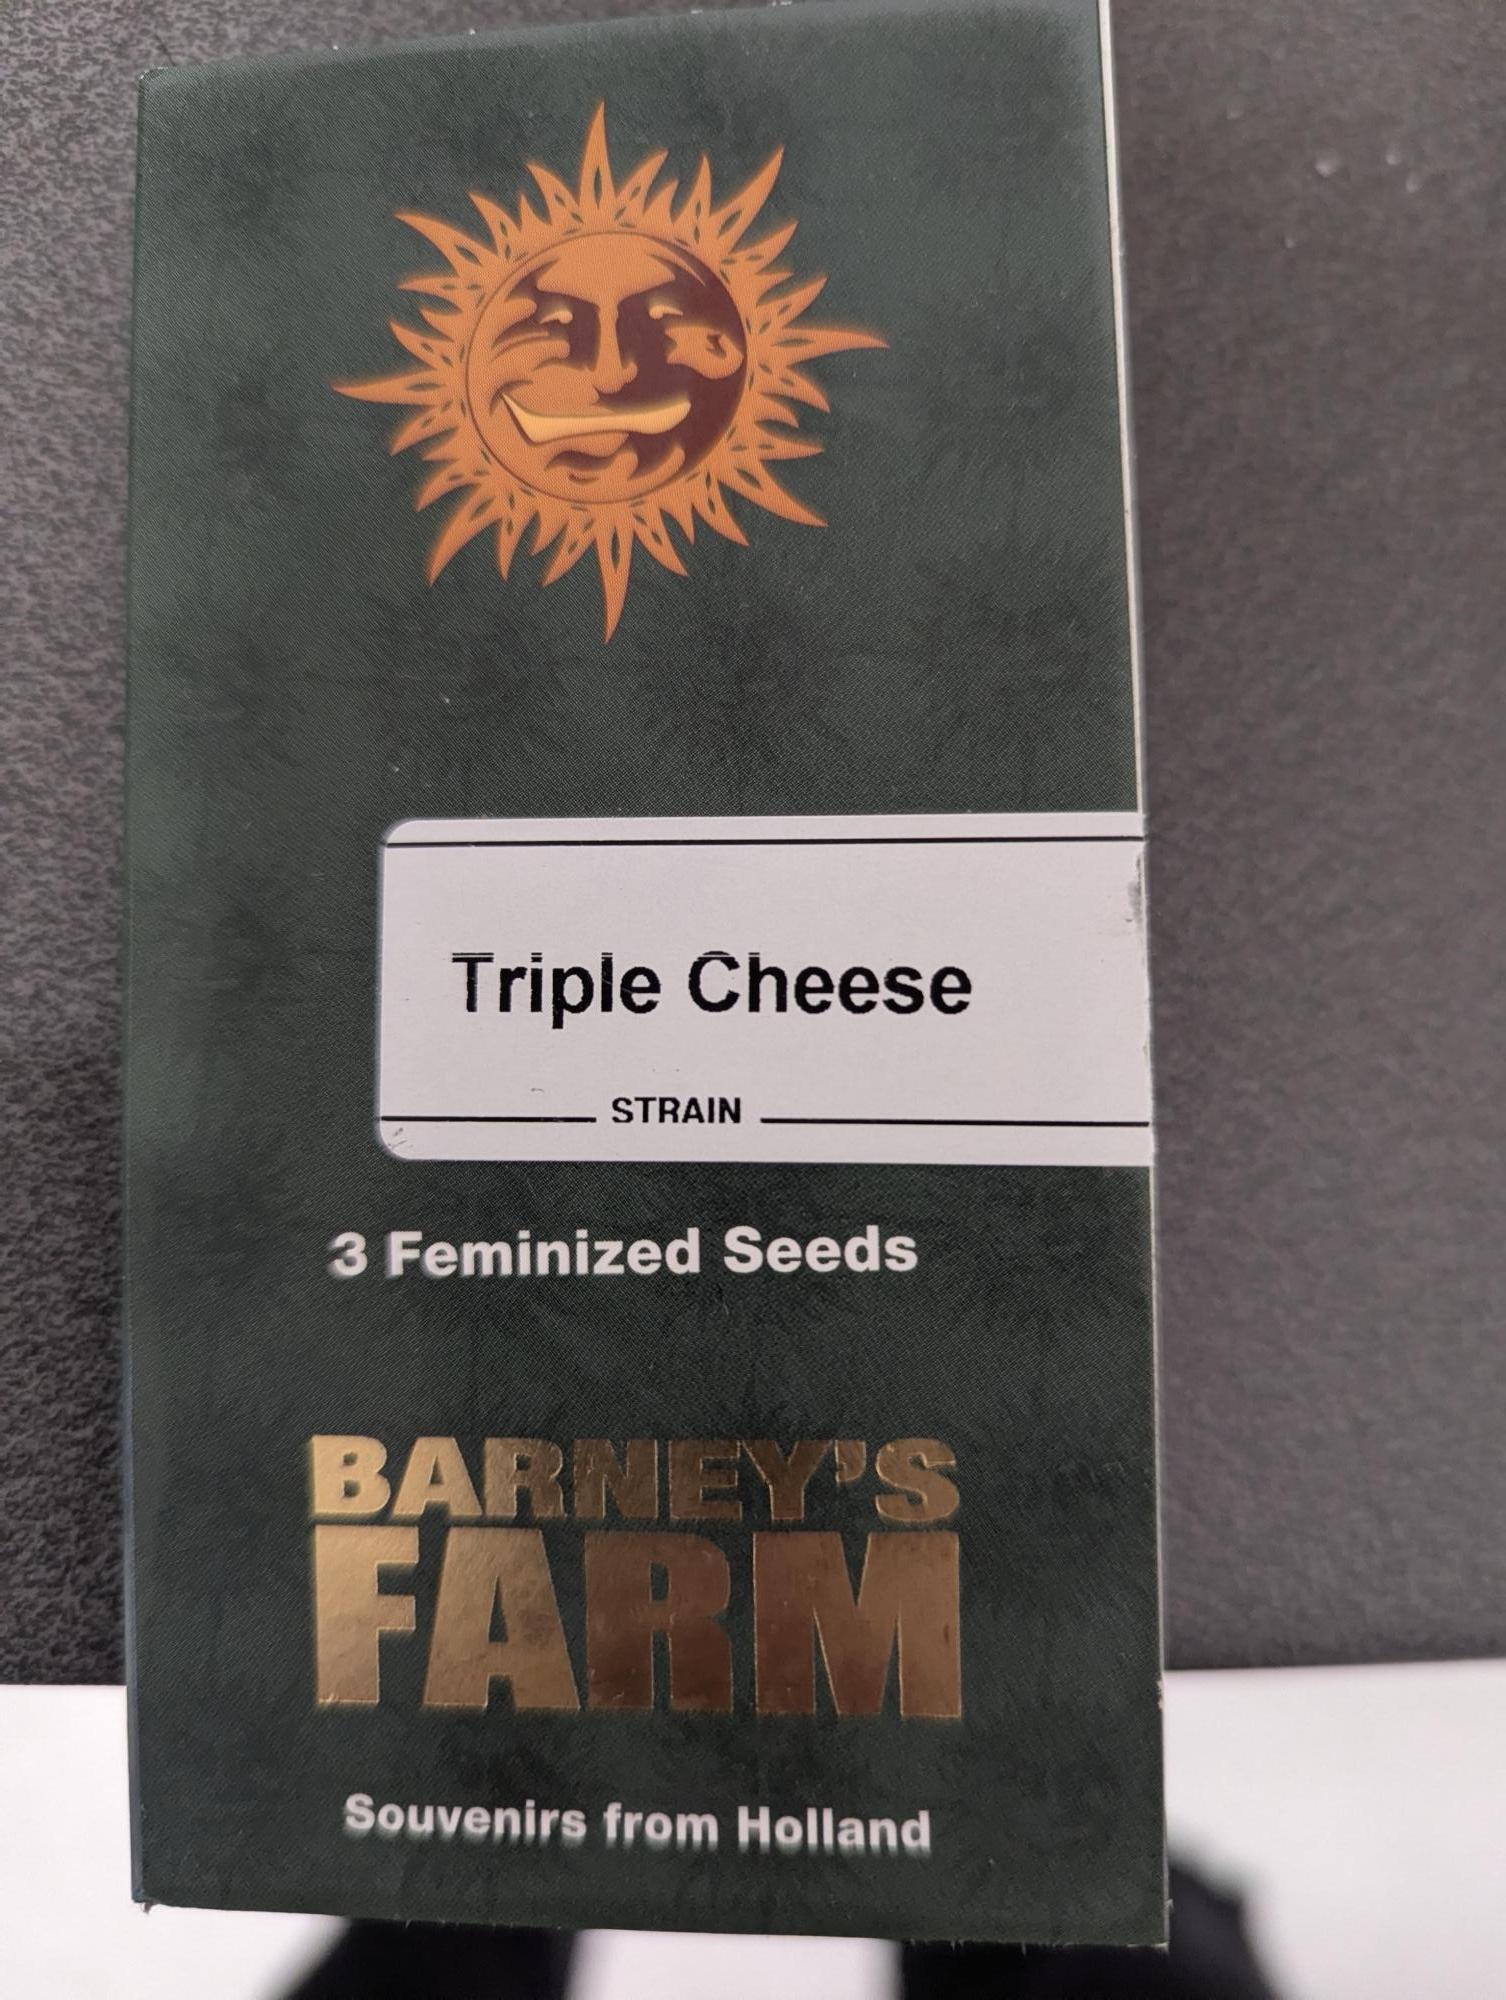 Triple Cheese
STRAIN
3 Feminized Seeds
BARNEY'S
FARM
Souvenirs from Holland